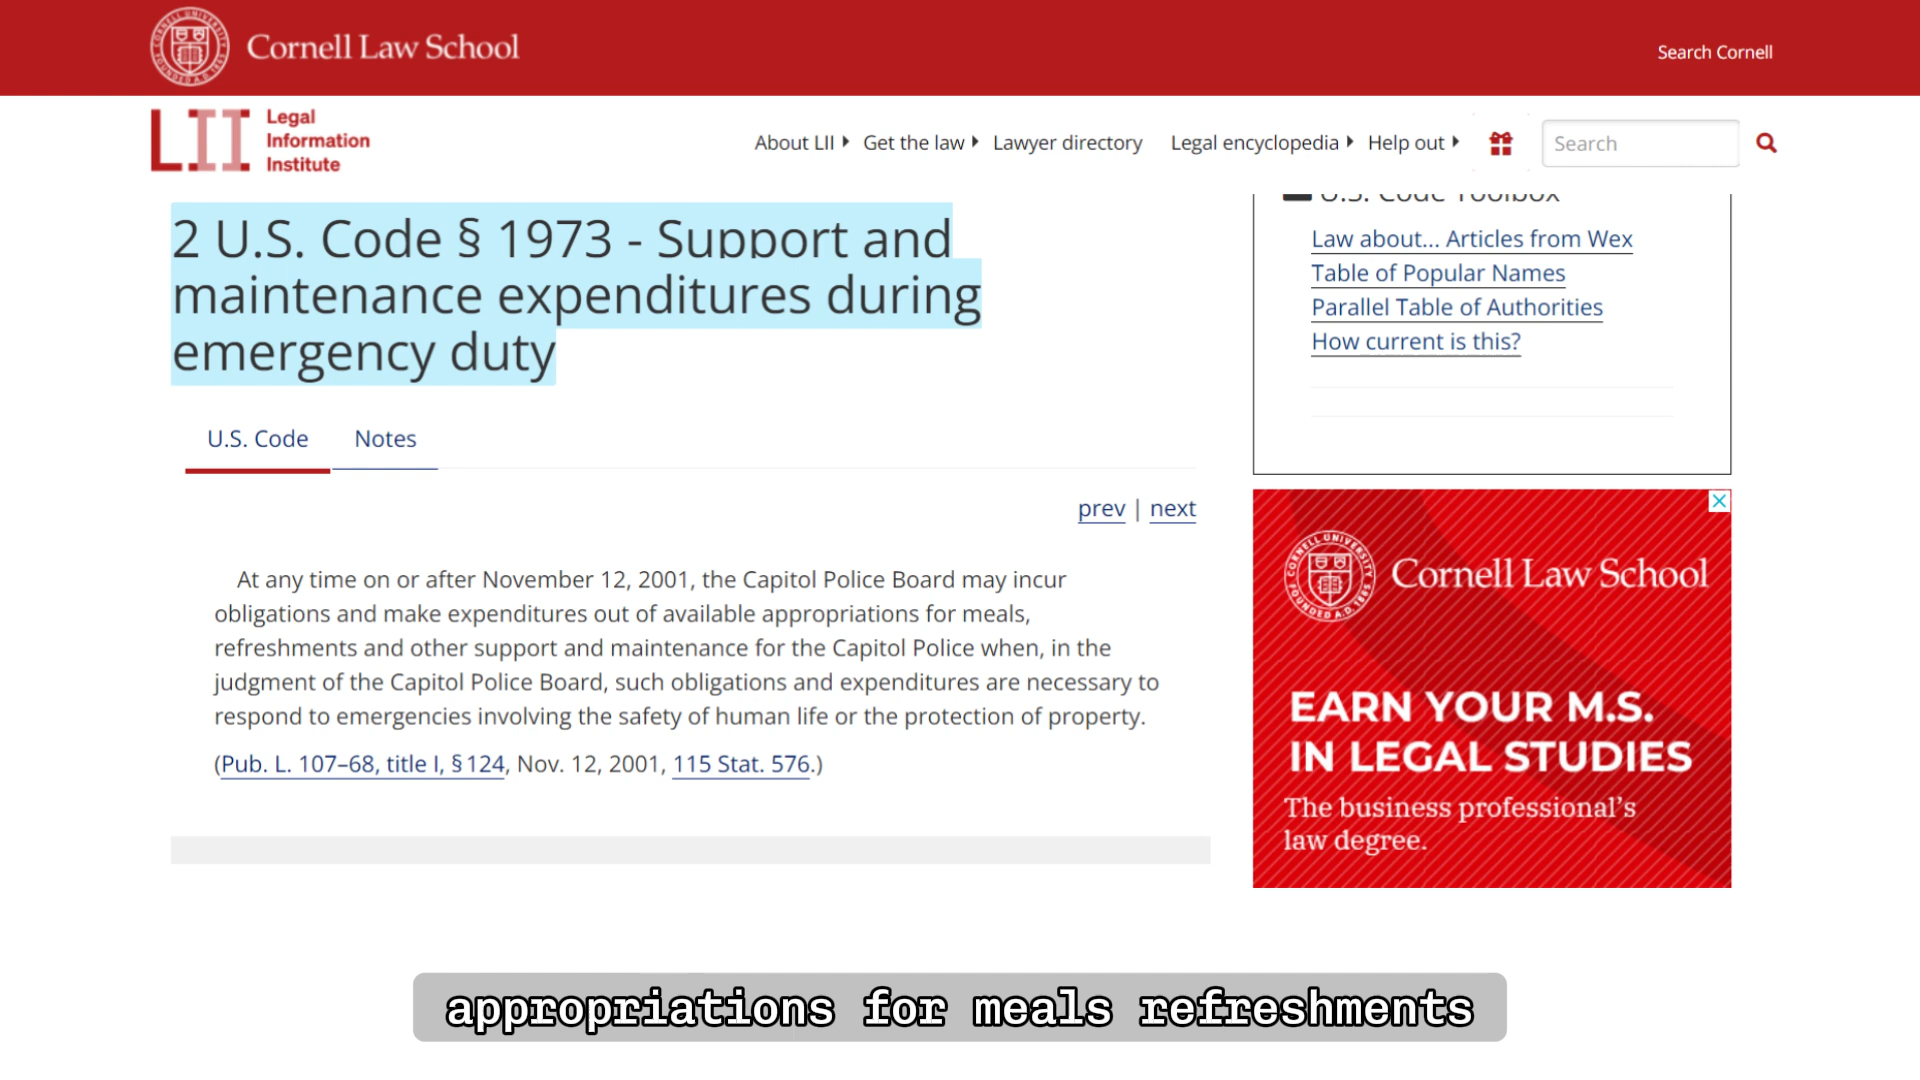 Cornell Law School
Search Cornell
LII Legal
Information
Institute
About LII Get the law Lawyer directory Legal encyclopedia Help out Search
2 U.S. Code § 1973 - Support and
maintenance expenditures during
emergency duty
U.S. Code Notes
prev | next
At any time on or after November 12, 2001, the Capitol Police Board may incur
obligations and make expenditures out of available appropriations for meals,
refreshments and other support and maintenance for the Capitol Police when, in the
judgment of the Capitol Police Board, such obligations and expenditures are necessary to
respond to emergencies involving the safety of human life or the protection of property.
(Pub. L. 107–68, title I, § 124, Nov. 12, 2001, 115 Stat. 576.)
U.S. Code Toolbox
Law about... Articles from Wex
Table of Popular Names
Parallel Table of Authorities
How current is this?
Cornell Law School
EARN YOUR M.S.
IN LEGAL STUDIES
The business professional's
law degree.
appropriations for meals refreshments